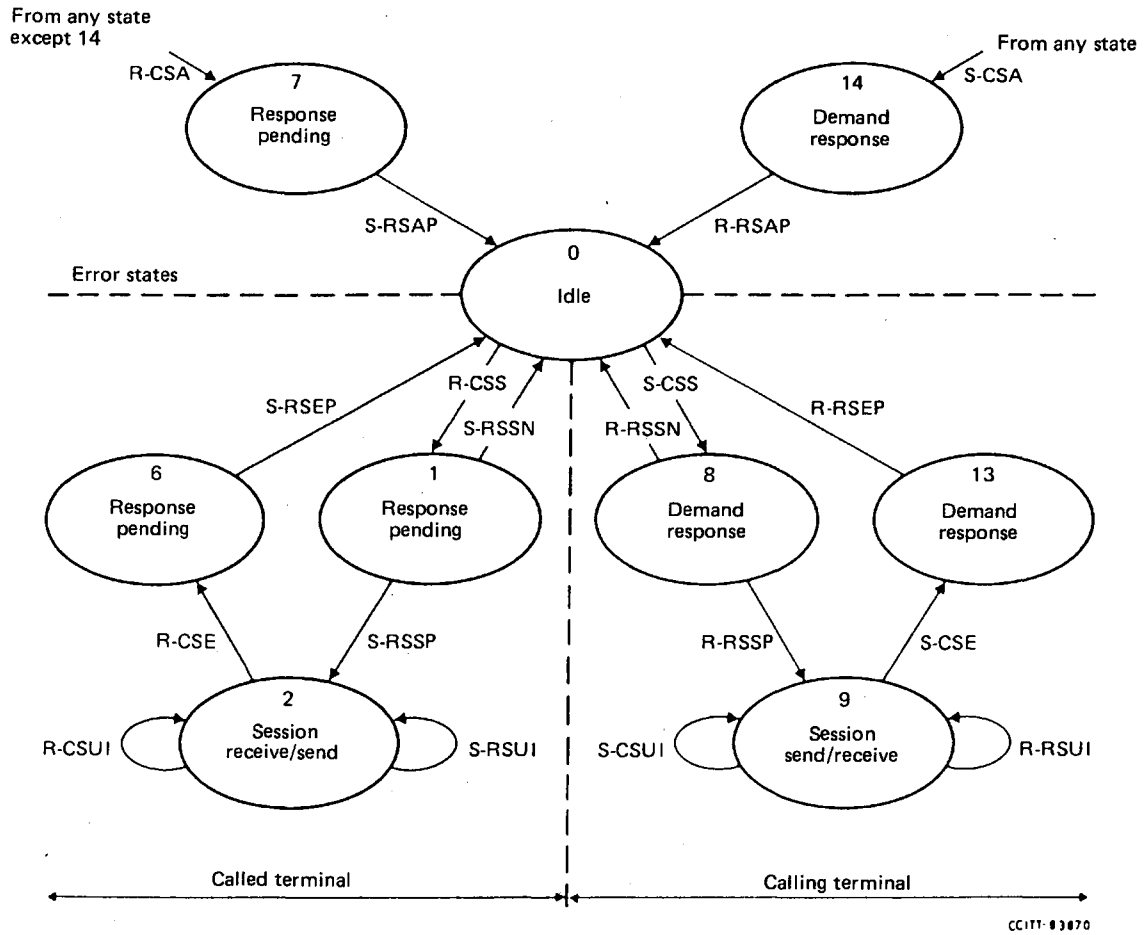 From any state
except 14
From any state
R-CSA
S-CSA
7
Response
pending
14
Demand
response
S-RSAP
R-RSAP
0
Idle
Error states
R-CSS
S-CSS
S-RSEP
S-RSSN
R-RSSN
R-RSEP
6
Response
pending
1
Response
pending
8
Demand
response
13
Demand
response
R-CSE
S-RSSP
R-RSSP
S-CSE
2
Session
receive/send
9
Session
send/receive
R-CSUI
S-RSUI
S-CSUI
R-RSUI
Called terminal
Calling terminal
CCITT-83870